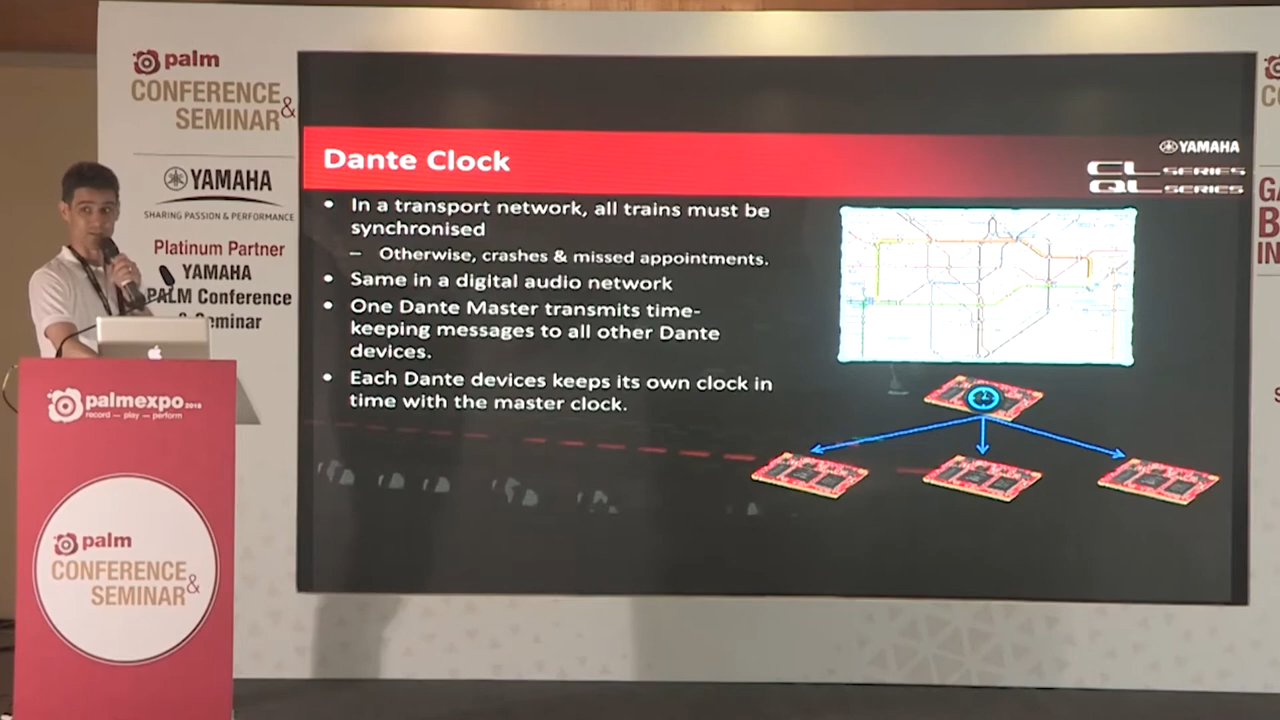 palm
CONFERENCE
& SEMINAR
YAMAHA
SHARING PASSION & PERFORMANCE
Platinum Partner
YAMAHA
PALM Conference
& Seminar
palmexpo 2018
record — play — perform
palm
CONFERENCE
& SEMINAR
Dante Clock
YAMAHA
CL SERIES
QL SERIES
• In a transport network, all trains must be
synchronised
– Otherwise, crashes & missed appointments.
• Same in a digital audio network
• One Dante Master transmits time-
keeping messages to all other Dante
devices.
• Each Dante devices keeps its own clock in
time with the master clock.